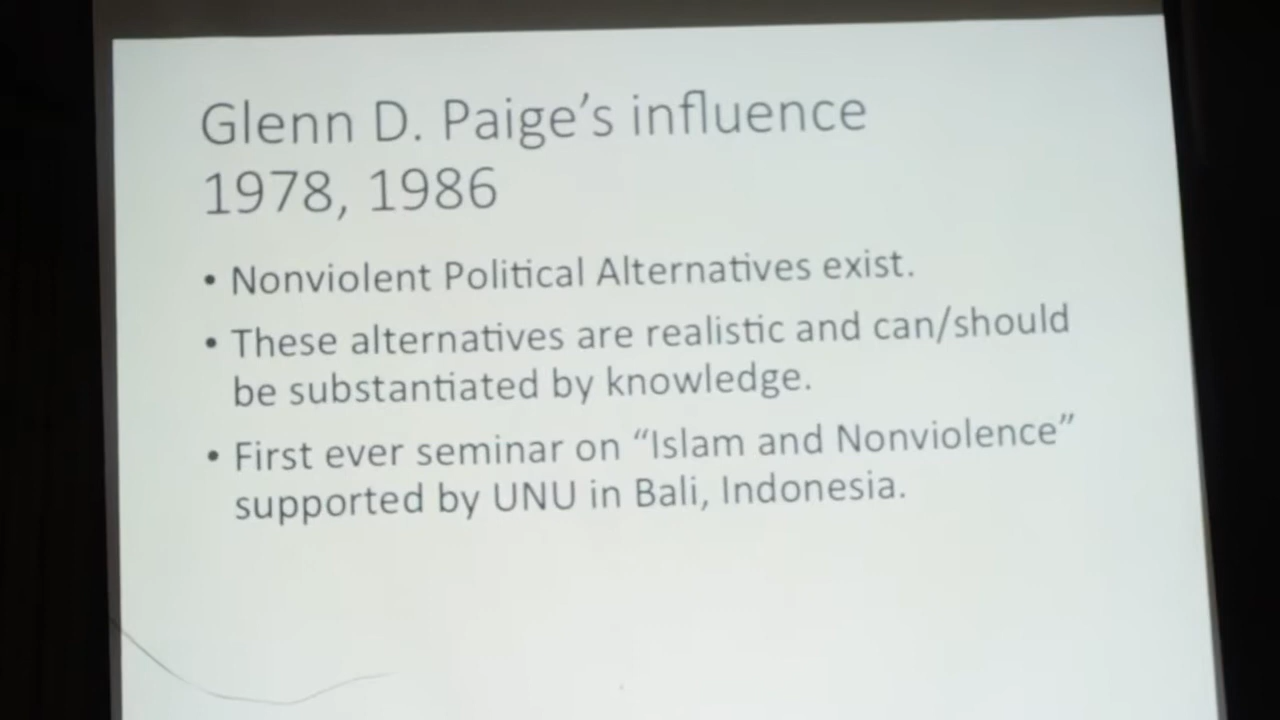 Glenn D. Paige’s influence
1978, 1986
• Nonviolent Political Alternatives exist.
• These alternatives are realistic and can/should
be substantiated by knowledge.
• First ever seminar on “Islam and Nonviolence”
supported by UNU in Bali, Indonesia.